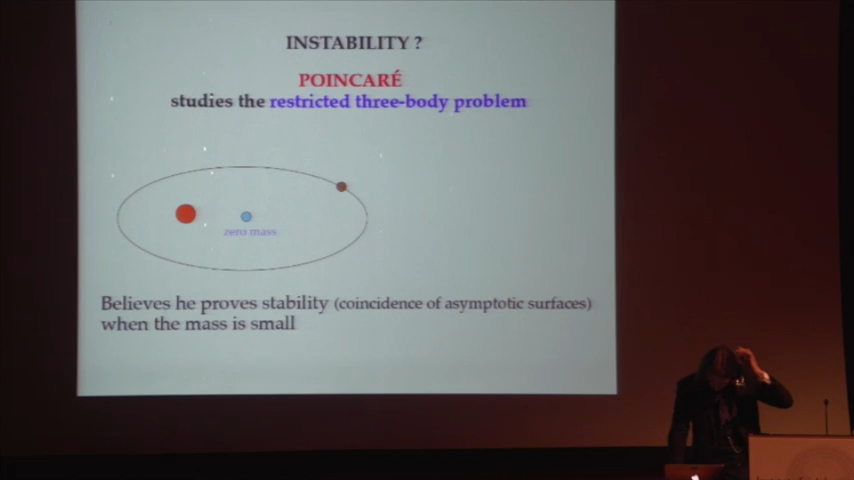 INSTABILITY ?
POINCARÉ
studies the restricted three-body problem
zero mass
Believes he proves stability (coincidence of asymptotic surfaces)
when the mass is small